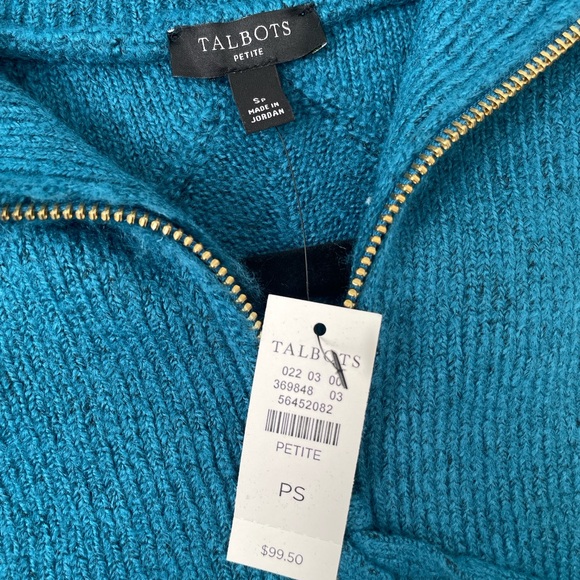 TALBOTS
PETITE
SP
MADE IN
JORDAN
TALBOTS
022 03 00
369848 03
56452082
PETITE
PS
$99.50